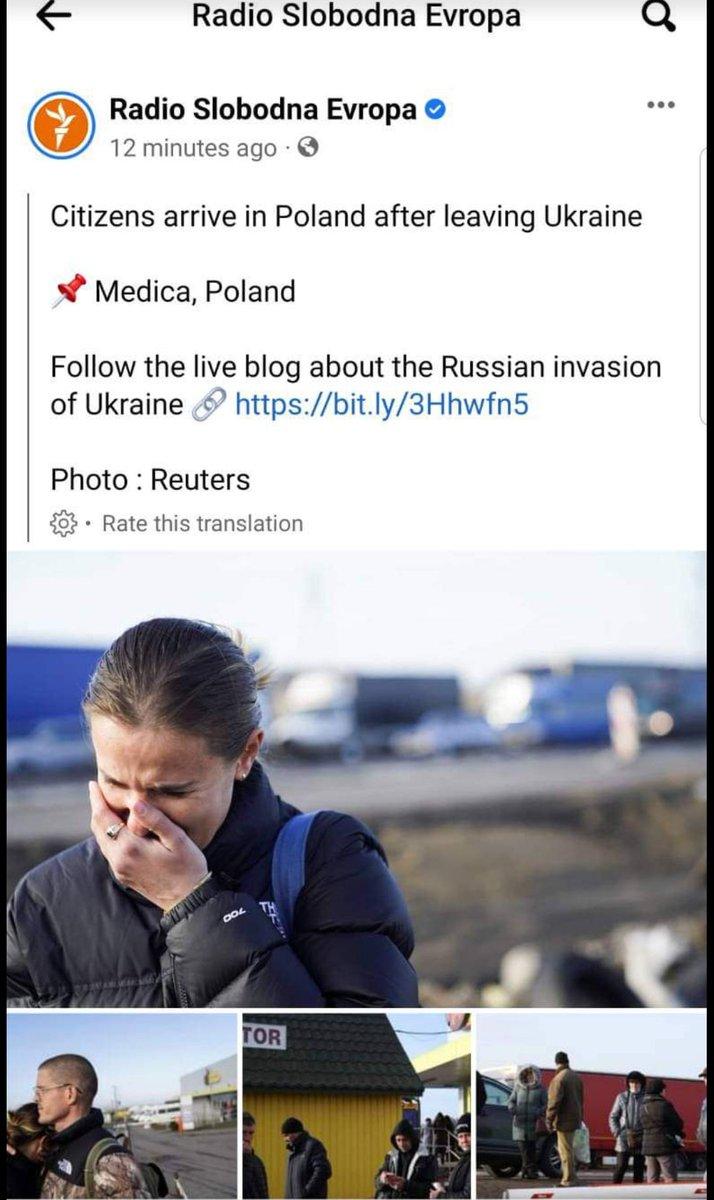 Radio Slobodna Evropa
Radio Slobodna Evropa
12 minutes ago ·
Citizens arrive in Poland after leaving Ukraine
Medica, Poland
Follow the live blog about the Russian invasion
of Ukraine https://bit.ly/3Hhwfn5
Photo : Reuters
· Rate this translation
700
TH
TOR